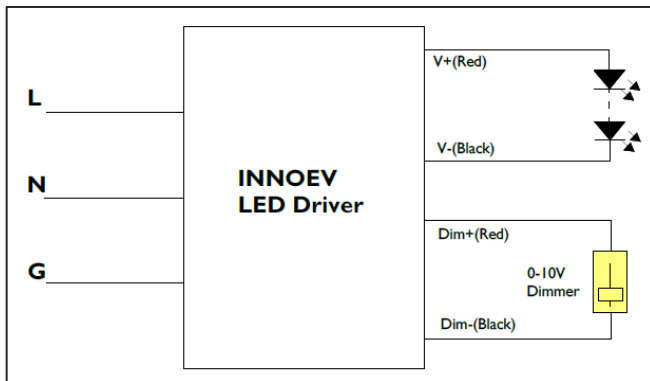 L
N
G
INNOEV
LED Driver
V+(Red)
V-(Black)
Dim+(Red)
0-10V
Dimmer
Dim-(Black)